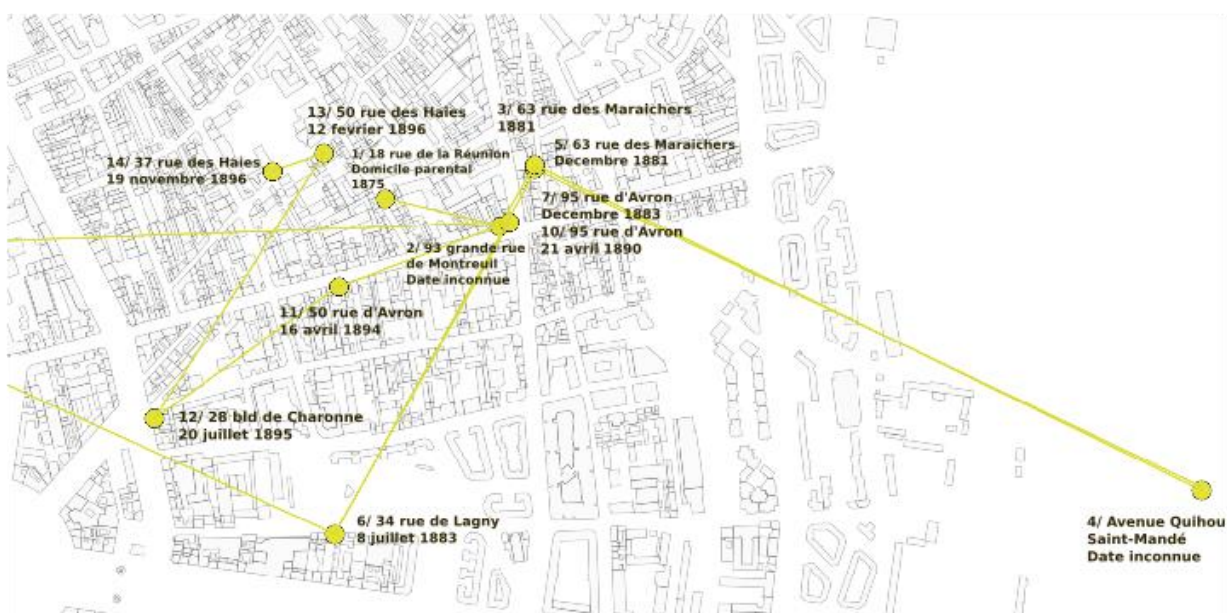 13/ 50 rue des Haies
12 fevrier 1896
3/ 63 rue des Maraichers
1881
14/ 37 rue des Haies
19 novembre 1896
1/ 18 rue de la Réunion
Domicile parental
1875
5/ 63 rue des Maraichers
Decembre 1881
7/ 95 rue d'Avron
Decembre 1883
10/ 95 rue d'Avron
21 avril 1890
2/ 93 grande rue
de Montreuil
Date inconnue
11/ 50 rue d'Avron
16 avril 1894
12/ 28 bld de Charonne
20 juillet 1895
6/ 34 rue de Lagny
8 juillet 1883
4/ Avenue Quihou
Saint-Mandé
Date inconnue